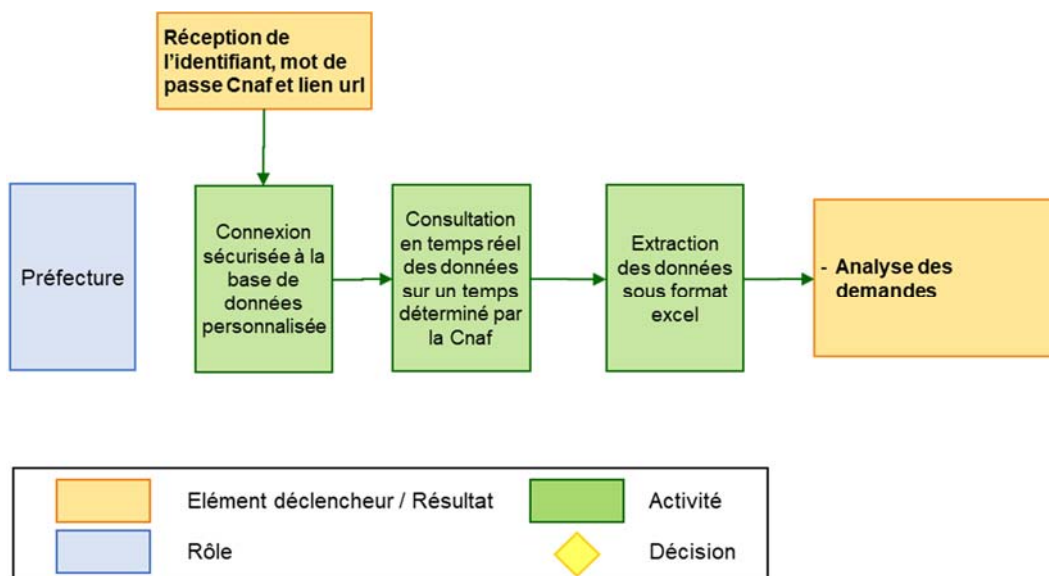 Réception de
l'identifiant, mot de
passe Cnaf et lien url
Préfecture
Connexion
sécurisée à la
base de
données
personnalisée
Consultation
en temps réel
des données
sur un temps
déterminé par
la Cnaf
Extraction
des données
sous format
excel
- Analyse des
demandes
Elément déclencheur / Résultat
Activité
Rôle
Décision